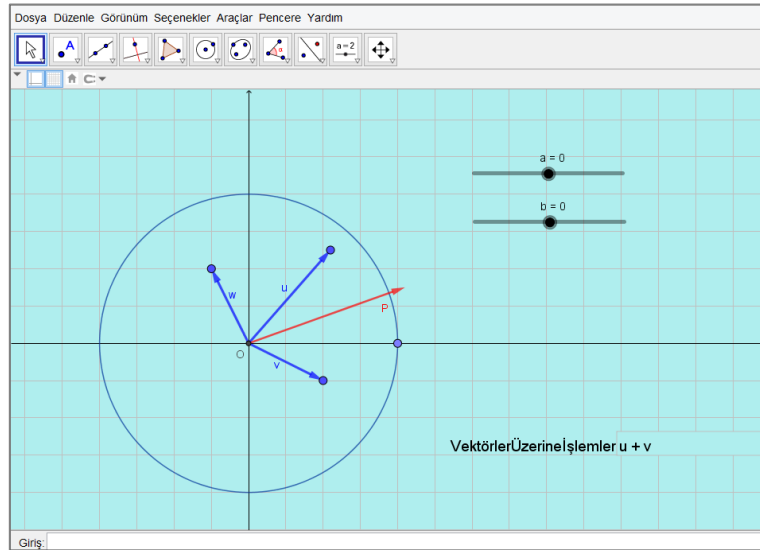 Dosya Düzenle Görünüm Seçenekler Araçlar Pencere Yardım
A
α
a = 2
a = 0
b = 0
w
u
P
O
v
VektörlerÜzerineİşlemler u + v
Giriş: